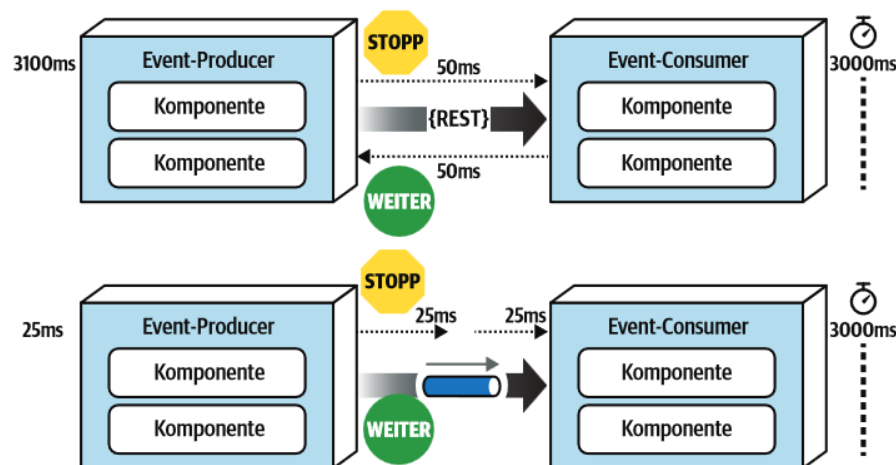 STOPP
3100ms
Event-Producer
50ms
Event-Consumer
3000ms
Komponente
{REST}
Komponente
Komponente
50ms
Komponente
WEITER
STOPP
25ms
Event-Producer
25ms
25ms
Event-Consumer
3000ms
Komponente
Komponente
Komponente
WEITER
Komponente